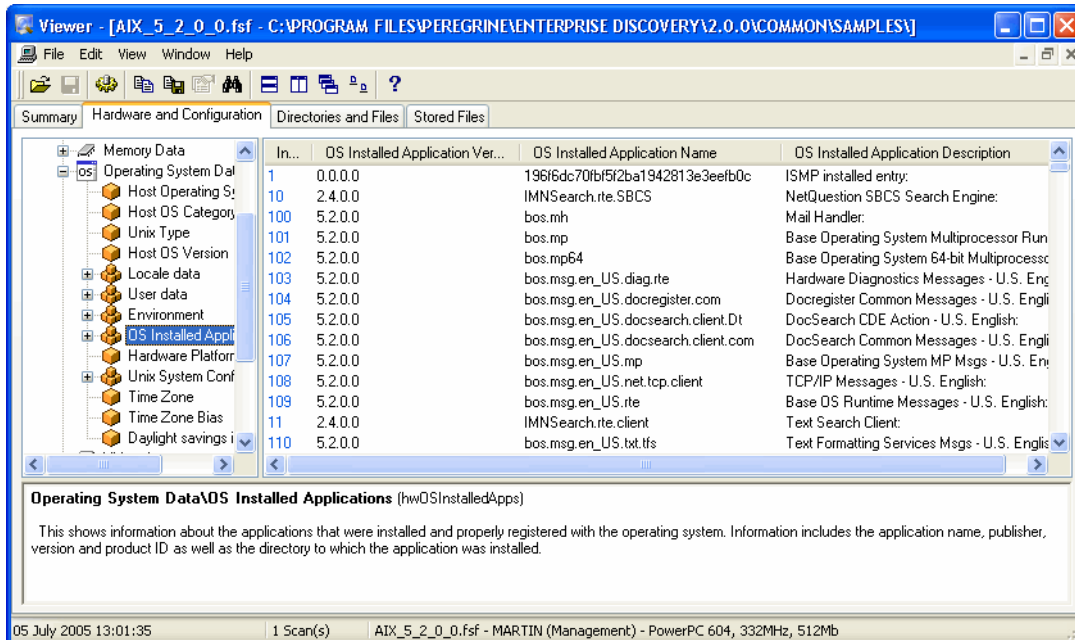 Viewer - [AIX_5_2_0_0.fsf - C:\PROGRAM FILES\PEREGRINE\ENTERPRISE DISCOVERY\2.0.0\COMMON\SAMPLES\]
File Edit View Window Help
Summary Hardware and Configuration Directories and Files Stored Files
Memory Data
Operating System Dat
Host Operating Sy
Host OS Category
Unix Type
Host OS Version
Locale data
User data
Environment
OS Installed Appli
Hardware Platforr
Unix System Conf
Time Zone
Time Zone Bias
Daylight savings i
In... OS Installed Application Ver... OS Installed Application Name OS Installed Application Description
1 0.0.0.0 196f6dc70fbf5f2ba1942813e3eefb0c ISMP installed entry:
10 2.4.0.0 IMNSearch.rte.SBCS NetQuestion SBCS Search Engine:
100 5.2.0.0 bos.mh Mail Handler:
101 5.2.0.0 bos.mp Base Operating System Multiprocessor Run
102 5.2.0.0 bos.mp64 Base Operating System 64-bit Multiprocesso
103 5.2.0.0 bos.msg.en_US.diag.rte Hardware Diagnostics Messages - U.S. Eng
104 5.2.0.0 bos.msg.en_US.docregister.com Docregister Common Messages - U.S. Engli
105 5.2.0.0 bos.msg.en_US.docsearch.client.Dt DocSearch CDE Action - U.S. English:
106 5.2.0.0 bos.msg.en_US.docsearch.client.com DocSearch Common Messages - U.S. English:
107 5.2.0.0 bos.msg.en_US.mp Base Operating System MP Msgs - U.S. Eng
108 5.2.0.0 bos.msg.en_US.net.tcp.client TCP/IP Messages - U.S. English:
109 5.2.0.0 bos.msg.en_US.rte Base OS Runtime Messages - U.S. English:
11 2.4.0.0 IMNSearch.rte.client Text Search Client:
110 5.2.0.0 bos.msg.en_US.txt.tfs Text Formatting Services Msgs - U.S. Englis
Operating System Data\OS Installed Applications (hwOSInstalledApps)
This shows information about the applications that were installed and properly registered with the operating system. Information includes the application name, publisher,
version and product ID as well as the directory to which the application was installed.
05 July 2005 13:01:35 1 Scan(s) AIX_5_2_0_0.fsf - MARTIN (Management) - PowerPC 604, 332MHz, 512Mb